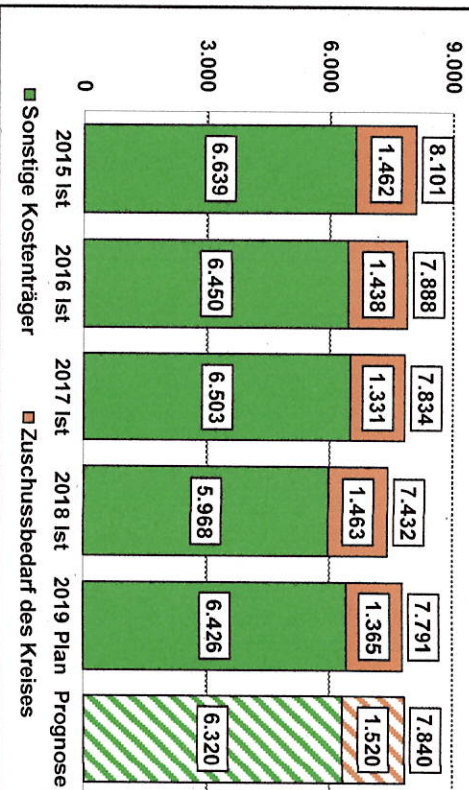 9.000
6.000
3.000
0
8.101
7.888
7.834
7.432
7.791
7.840
1.462
1.438
1.331
1.463
1.365
1.520
6.639
6.450
6.503
5.968
6.426
6.320
2015 Ist
2016 Ist
2017 Ist
2018 Ist
2019 Plan
Prognose
Sonstige Kostenträger
Zuschussbedarf des Kreises